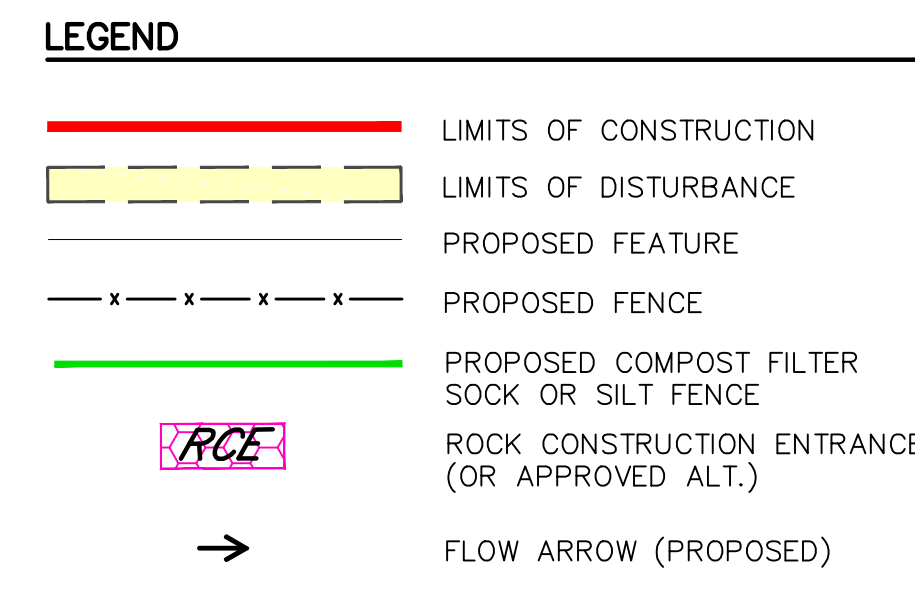 LEGEND
LIMITS OF CONSTRUCTION
LIMITS OF DISTURBANCE
PROPOSED FEATURE
x x x x PROPOSED FENCE
PROPOSED COMPOST FILTER
SOCK OR SILT FENCE
RCE ROCK CONSTRUCTION ENTRANCE
(OR APPROVED ALT.)
FLOW ARROW (PROPOSED)